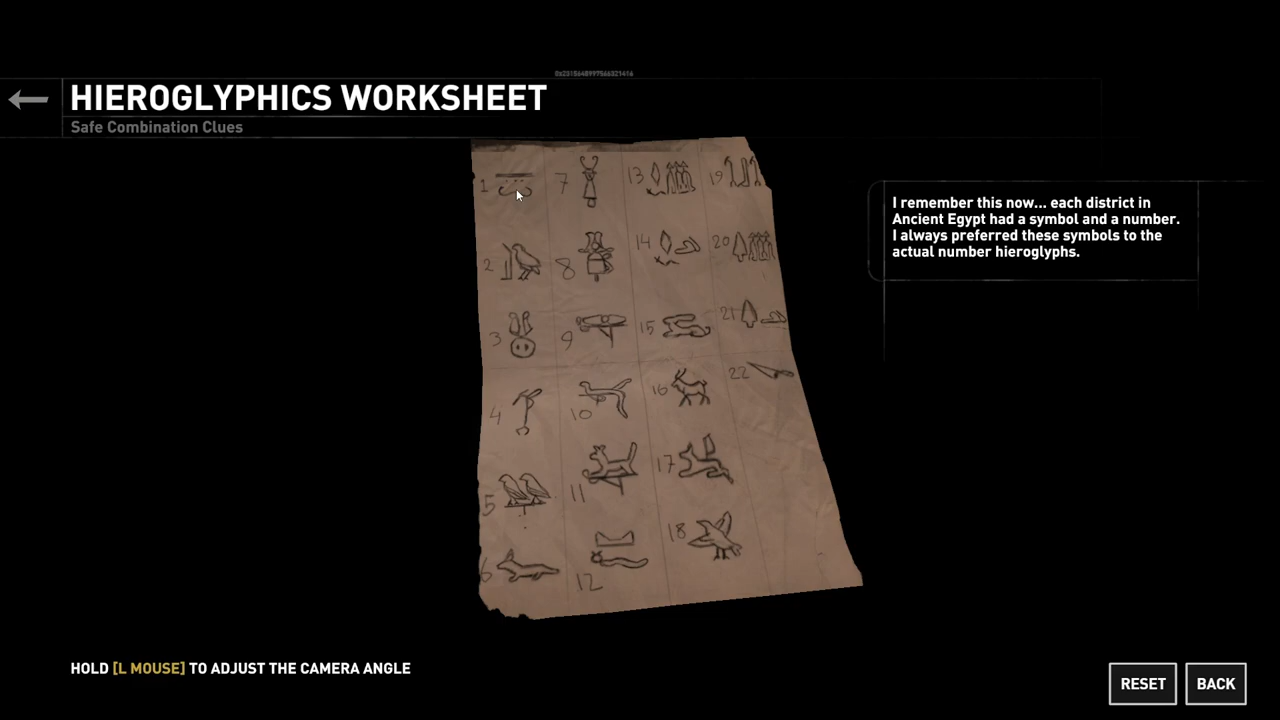 0x2315648997566321416
HIEROGLYPHICS WORKSHEET
Safe Combination Clues
1
7
13
19
I remember this now... each district in
Ancient Egypt had a symbol and a number.
I always preferred these symbols to the
actual number hieroglyphs.
2
8
14
20
3
9
15
21
4
10
16
22
5
11
17
6
12
18
HOLD [L MOUSE] TO ADJUST THE CAMERA ANGLE
RESET
BACK